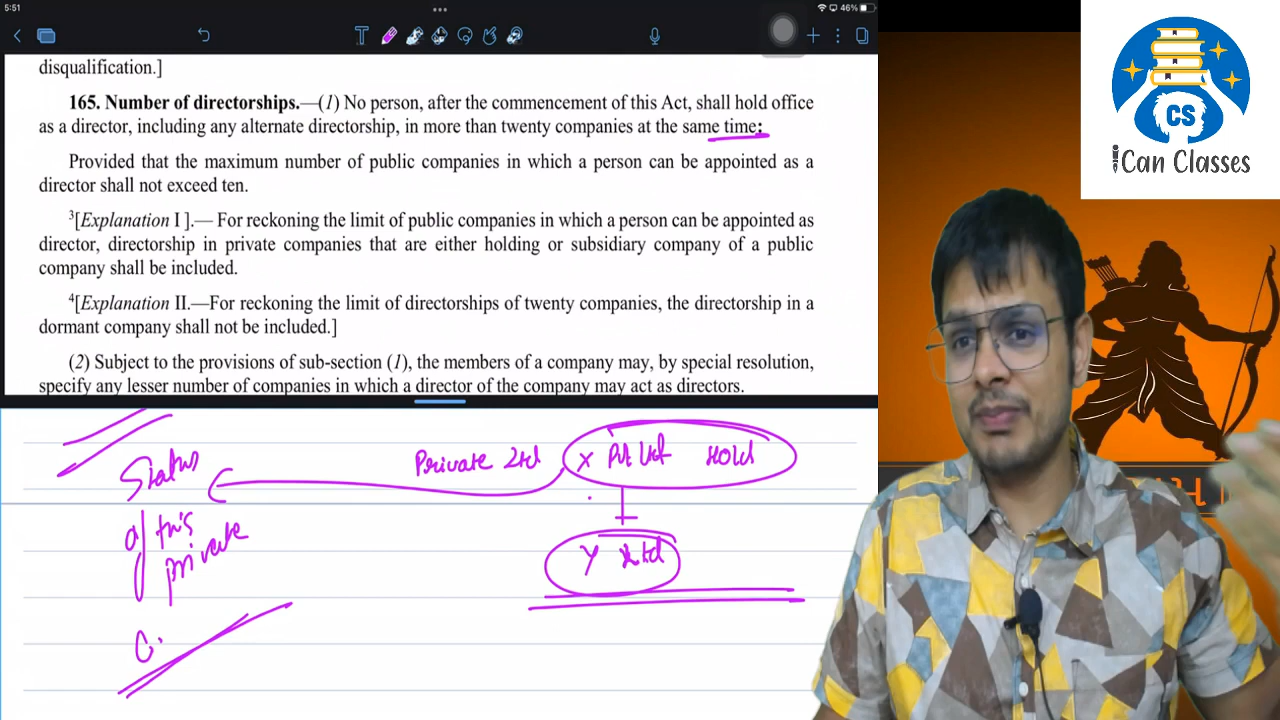 5:51
46%
disqualification.]
165. Number of directorships.—(1) No person, after the commencement of this Act, shall hold office
as a director, including any alternate directorship, in more than twenty companies at the same time:
Provided that the maximum number of public companies in which a person can be appointed as a
director shall not exceed ten.
3[Explanation I ].— For reckoning the limit of public companies in which a person can be appointed as
director, directorship in private companies that are either holding or subsidiary company of a public
company shall be included.
4[Explanation II.—For reckoning the limit of directorships of twenty companies, the directorship in a
dormant company shall not be included.]
(2) Subject to the provisions of sub-section (1), the members of a company may, by special resolution,
specify any lesser number of companies in which a director of the company may act as directors.
Private Ltd X Pvt Ltd Hold
Status
of this
private
Y Ltd
CS
iCan Classes